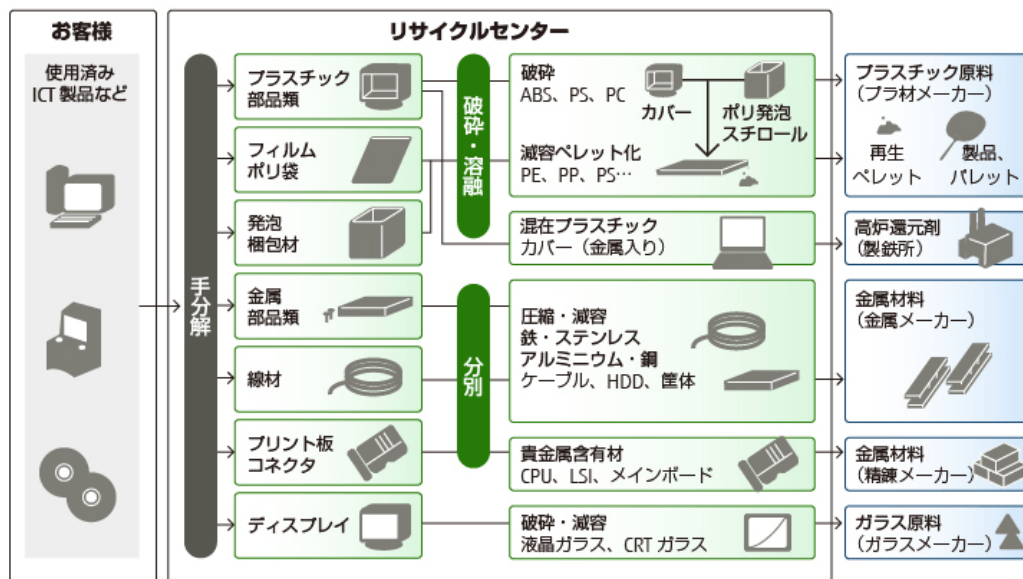 お客様
使用済み
ICT 製品など
リサイクルセンター
手分解
プラスチック
部品類
フィルム
ポリ袋
発泡
梱包材
金属
部品類
線材
プリント板
コネクタ
ディスプレイ
破砕・溶融
分別
破砕
ABS、PS、PC
カバー
ポリ発泡
スチロール
減容ペレット化
PE、PP、PS…
混在プラスチック
カバー（金属入り）
圧縮・減容
鉄・ステンレス
アルミニウム・銅
ケーブル、HDD、筐体
貴金属含有材
CPU、LSI、メインボード
破砕・減容
液晶ガラス、CRT ガラス
プラスチック原料
（プラ材メーカー）
再生
ペレット
製品、
パレット
高炉還元剤
（製鉄所）
金属材料
（金属メーカー）
金属材料
（精錬メーカー）
ガラス原料
（ガラスメーカー）